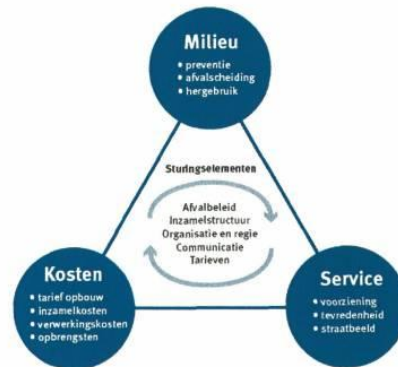 Milieu
• preventie
• afvalscheiding
• hergebruik
Sturingselementen
Afvalbeleid
Inzamelstructuur
Organisatie en regie
Communicatie
Tarieven
Kosten
• tarief opbouw
• inzamelkosten
• verwerkingskosten
• opbrengsten
Service
• voorziening
• tevredenheid
• straatbeeld